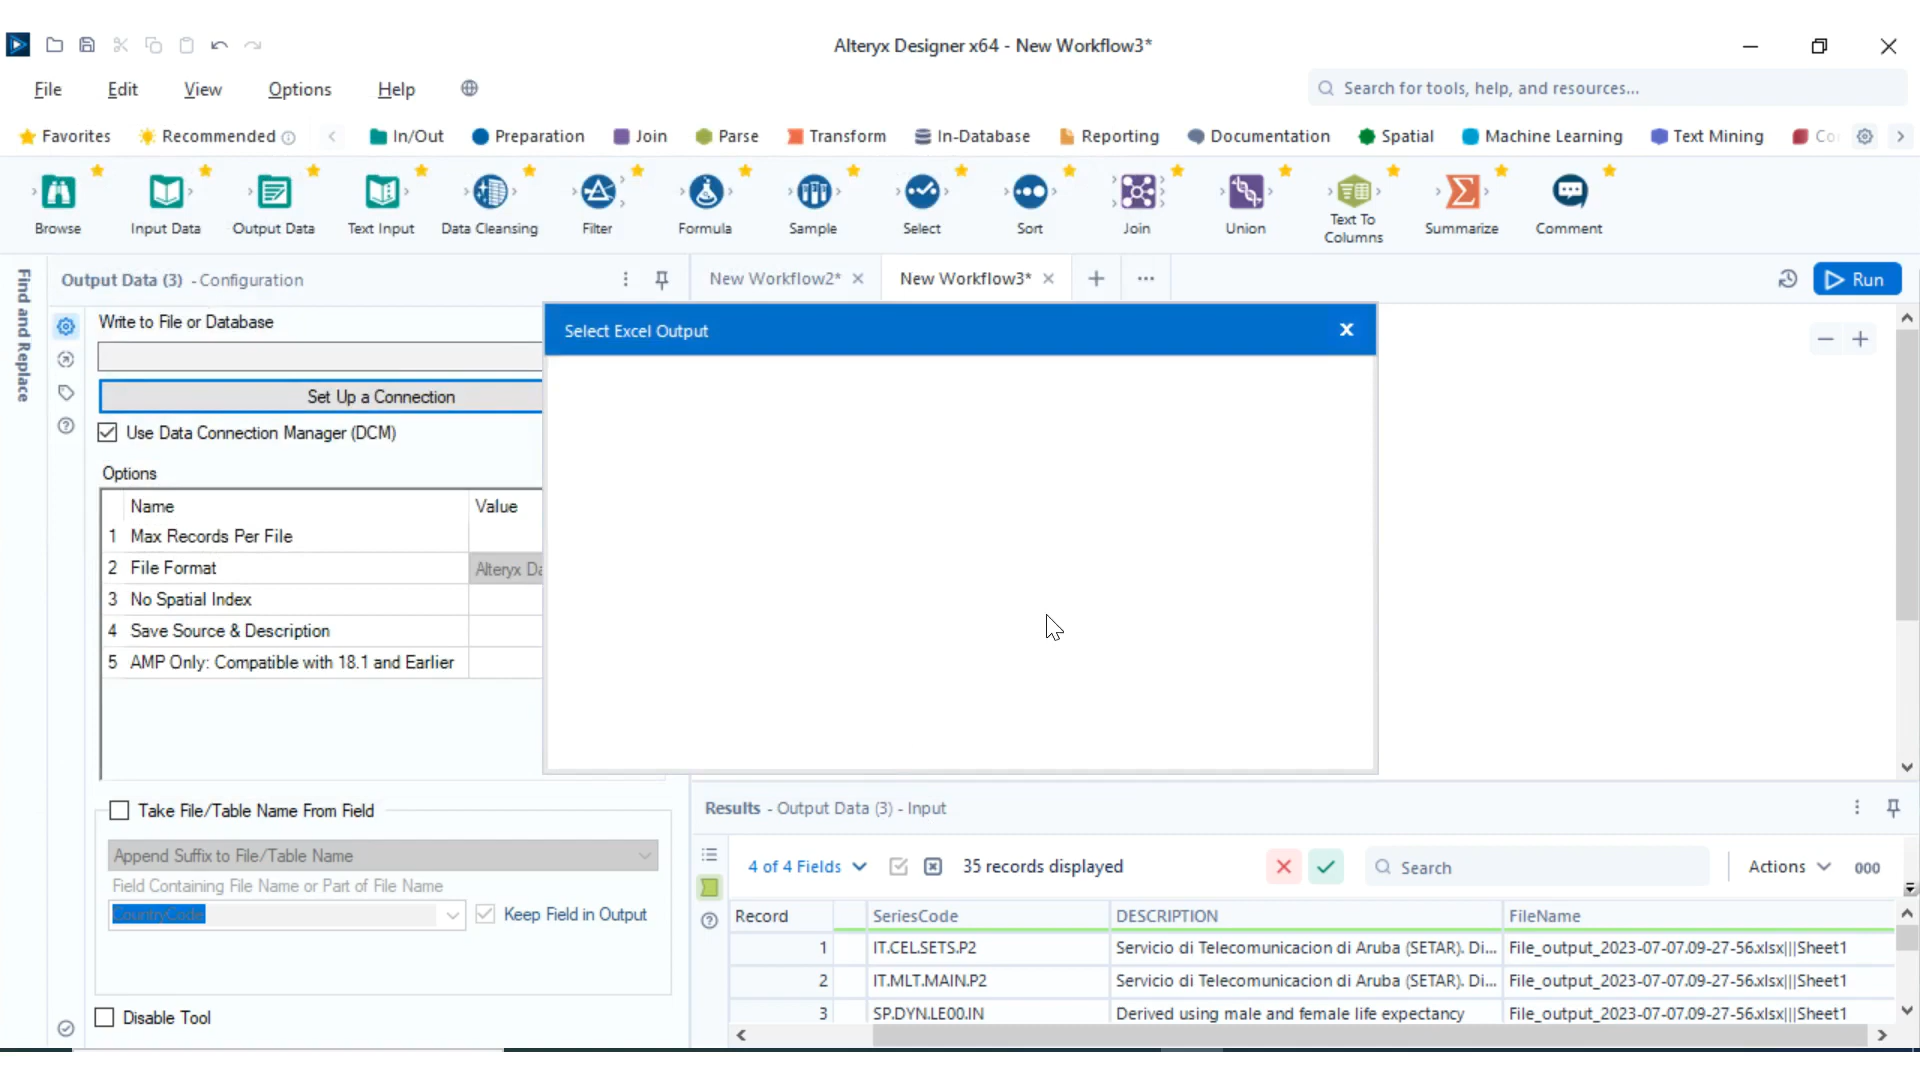 Alteryx Designer x64 - New Workflow3*
File Edit View Options Help
Search for tools, help, and resources...
Favorites Recommended In/Out Preparation Join Parse Transform In-Database Reporting Documentation Spatial Machine Learning Text Mining Co
Browse Input Data Output Data Text Input Data Cleansing Filter Formula Sample Select Sort Join Union Text To Columns Summarize Comment
Find and Replace
Output Data (3) - Configuration
New Workflow2* New Workflow3* + ...
Run
Write to File or Database
Set Up a Connection
Use Data Connection Manager (DCM)
Options
Name Value
1 Max Records Per File
2 File Format Alteryx Da
3 No Spatial Index
4 Save Source & Description
5 AMP Only: Compatible with 18.1 and Earlier
Take File/Table Name From Field
Append Suffix to File/Table Name
Field Containing File Name or Part of File Name
CountryCode Keep Field in Output
Disable Tool
Select Excel Output X
Results - Output Data (3) - Input
4 of 4 Fields 35 records displayed Search Actions 000
Record SeriesCode DESCRIPTION FileName
1 IT.CEL.SETS.P2 Servicio di Telecomunicacion di Aruba (SETAR). Di... File_output_2023-07-07.09-27-56.xlsx|||Sheet1
2 IT.MLT.MAIN.P2 Servicio di Telecomunicacion di Aruba (SETAR). Di... File_output_2023-07-07.09-27-56.xlsx|||Sheet1
3 SP.DYN.LE00.IN Derived using male and female life expectancy File_output_2023-07-07.09-27-56.xlsx|||Sheet1